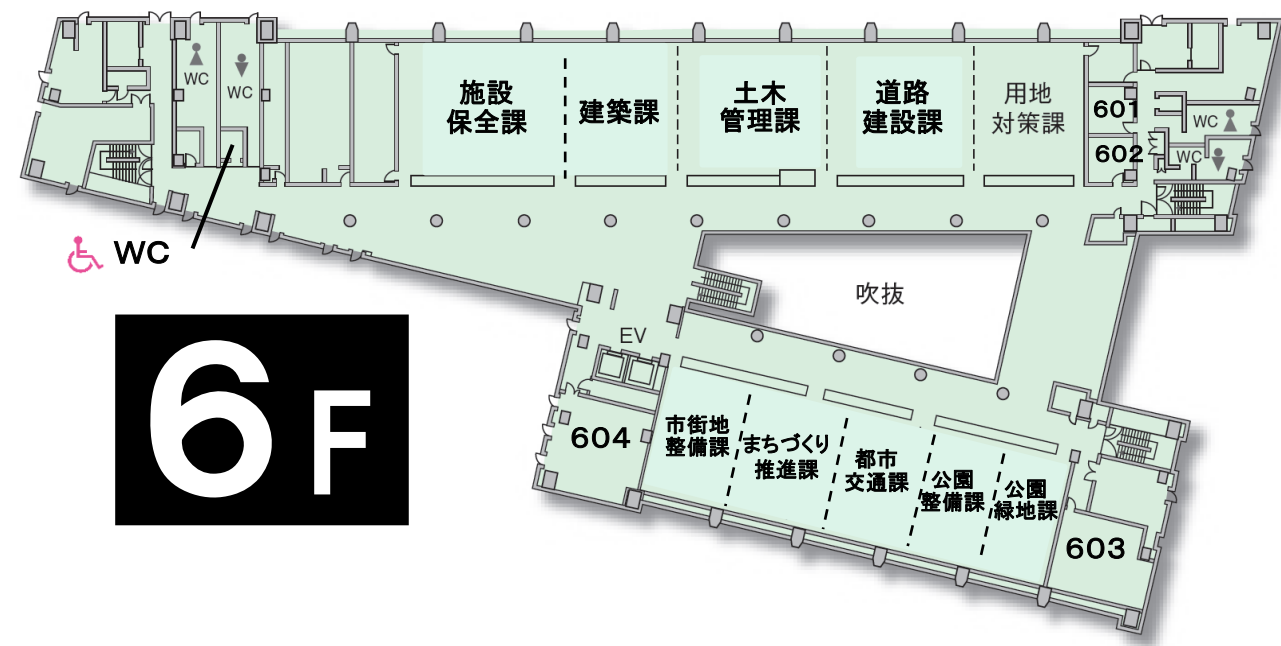 WC
WC
施設
保全課
建築課
土木
管理課
道路
建設課
用地
対策課
601
602
WC
WC
WC
吹抜
EV
6F
604
市街地
整備課
まちづくり
推進課
都市
交通課
公園
整備課
公園
緑地課
603